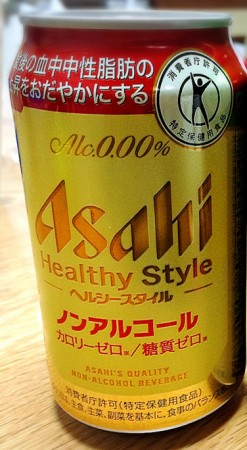 後の血中中性脂肪の
上昇をおだやかにする
消費者庁許可
特定保健用食品
Alc.0.00%
Asahi
Healthy Style
ヘルシースタイル
ノンアルコール
カロリーゼロ※/糖質ゼロ※
ASAHI'S QUALITY
NON-ALCOHOL BEVERAGE
消費者庁許可(特定保健用食品)
主食、主菜、副菜を基本に、食事のバランス